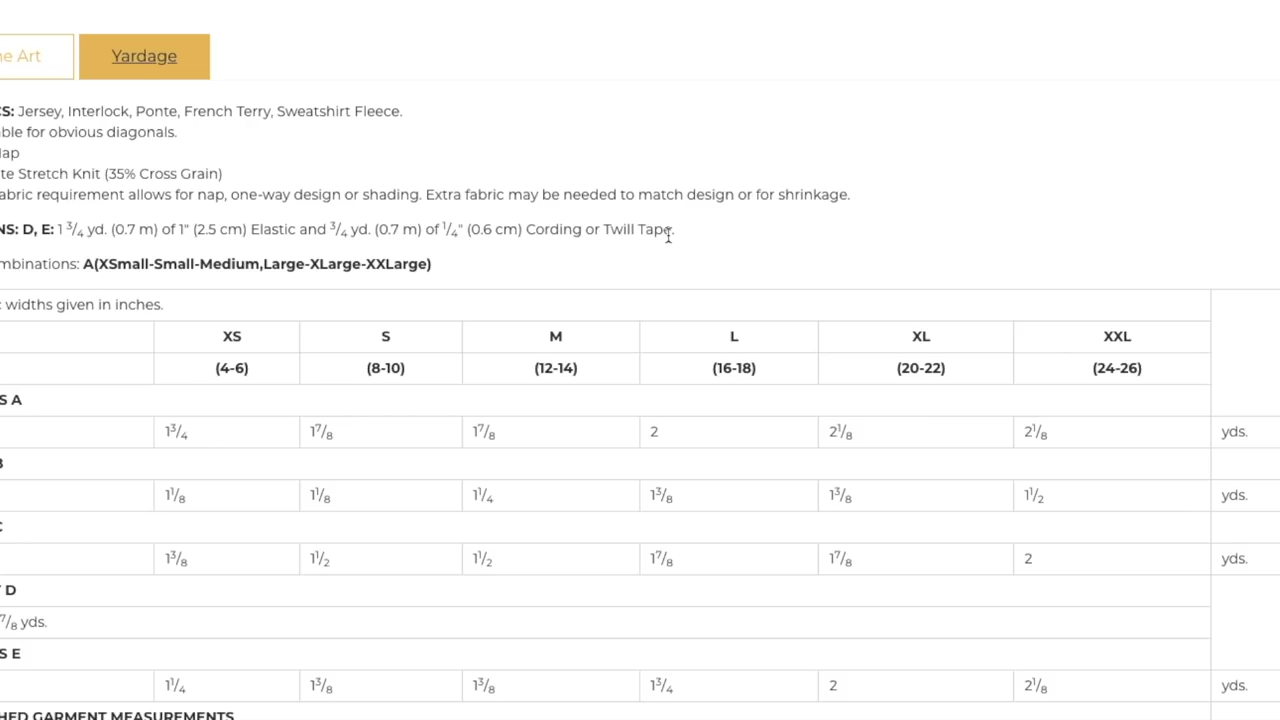 ne Art
Yardage
CS: Jersey, Interlock, Ponte, French Terry, Sweatshirt Fleece.
ble for obvious diagonals.
Nap
te Stretch Knit (35% Cross Grain)
abric requirement allows for nap, one-way design or shading. Extra fabric may be needed to match design or for shrinkage.
NS: D, E: 1 3/4 yd. (0.7 m) of 1" (2.5 cm) Elastic and 3/4 yd. (0.7 m) of 1/4" (0.6 cm) Cording or Twill Tape.
mbinations: A(XSmall-Small-Medium,Large-XLarge-XXLarge)
c widths given in inches.
XS S M L XL XXL
(4-6) (8-10) (12-14) (16-18) (20-22) (24-26)
S A
1 3/4 1 7/8 1 7/8 2 2 1/8 2 1/8 yds.
B
1 1/8 1 1/8 1 1/4 1 3/8 1 3/8 1 1/2 yds.
C
1 3/8 1 1/2 1 1/2 1 7/8 1 7/8 2 yds.
T D
7/8 yds.
S E
1 1/4 1 3/8 1 3/8 1 3/4 2 2 1/8 yds.
HED GARMENT MEASUREMENTS